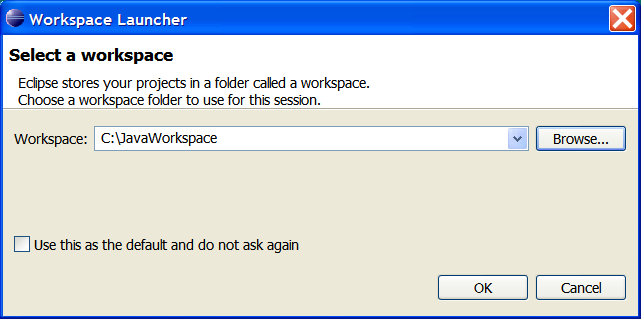 Workspace Launcher
Select a workspace
Eclipse stores your projects in a folder called a workspace.
Choose a workspace folder to use for this session.
Workspace: C:\JavaWorkspace Browse...
Use this as the default and do not ask again
OK Cancel